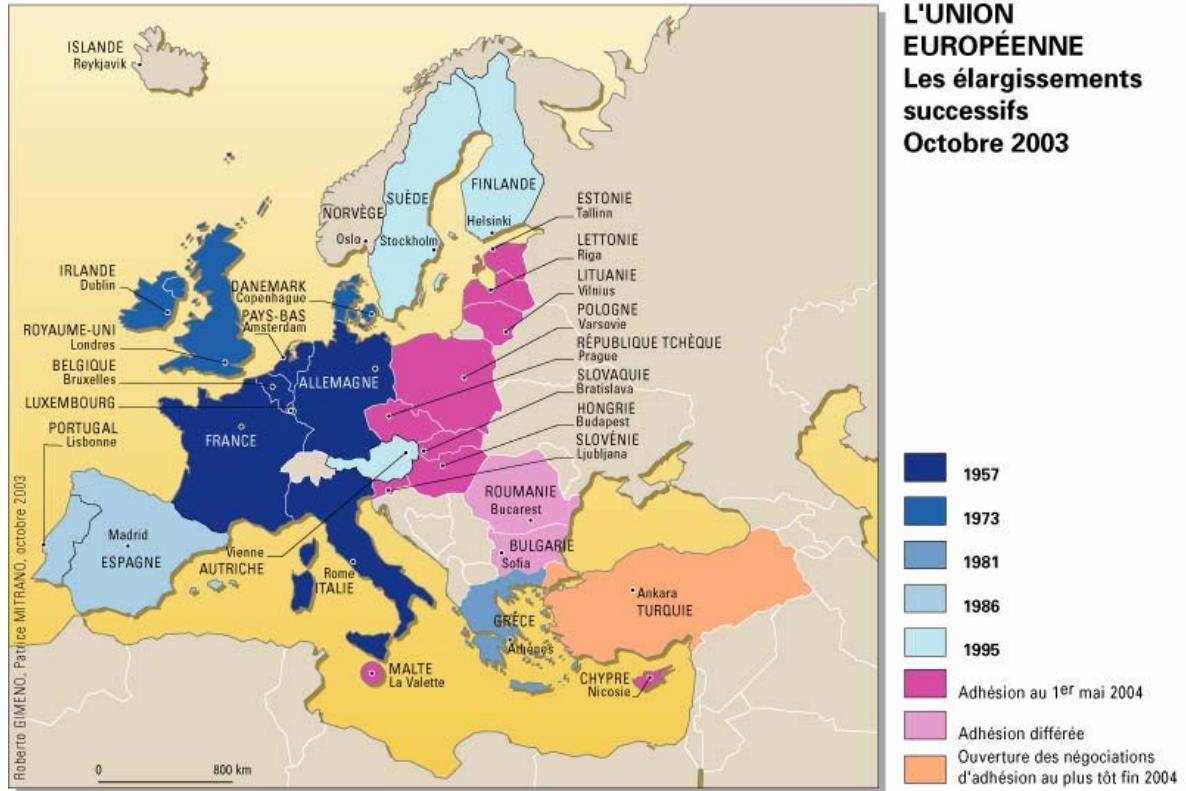 L'UNION
EUROPÉENNE
Les élargissements
successifs
Octobre 2003
ISLANDE
Reykjavik
NORVÈGE
Oslo
SUÈDE
Stockholm
FINLANDE
Helsinki
ESTONIE
Tallinn
LETTONIE
Riga
LITUANIE
Vilnius
POLOGNE
Varsovie
RÉPUBLIQUE TCHÈQUE
Prague
SLOVAQUIE
Bratislava
HONGRIE
Budapest
SLOVÉNIE
Ljubljana
IRLANDE
Dublin
DANEMARK
Copenhague
PAYS-BAS
Amsterdam
ROYAUME-UNI
Londres
BELGIQUE
Bruxelles
LUXEMBOURG
PORTUGAL
Lisbonne
ALLEMAGNE
FRANCE
Madrid
ESPAGNE
Vienne
AUTRICHE
Rome
ITALIE
ROUMANIE
Bucarest
BULGARIE
Sofia
GRÈCE
Athènes
Ankara
TURQUIE
MALTE
La Valette
CHYPRE
Nicosie
0 800 km
Roberto GIMENO, Patrice MITRANO, octobre 2003
1957
1973
1981
1986
1995
Adhésion au 1er mai 2004
Adhésion différée
Ouverture des négociations
d'adhésion au plus tôt fin 2004